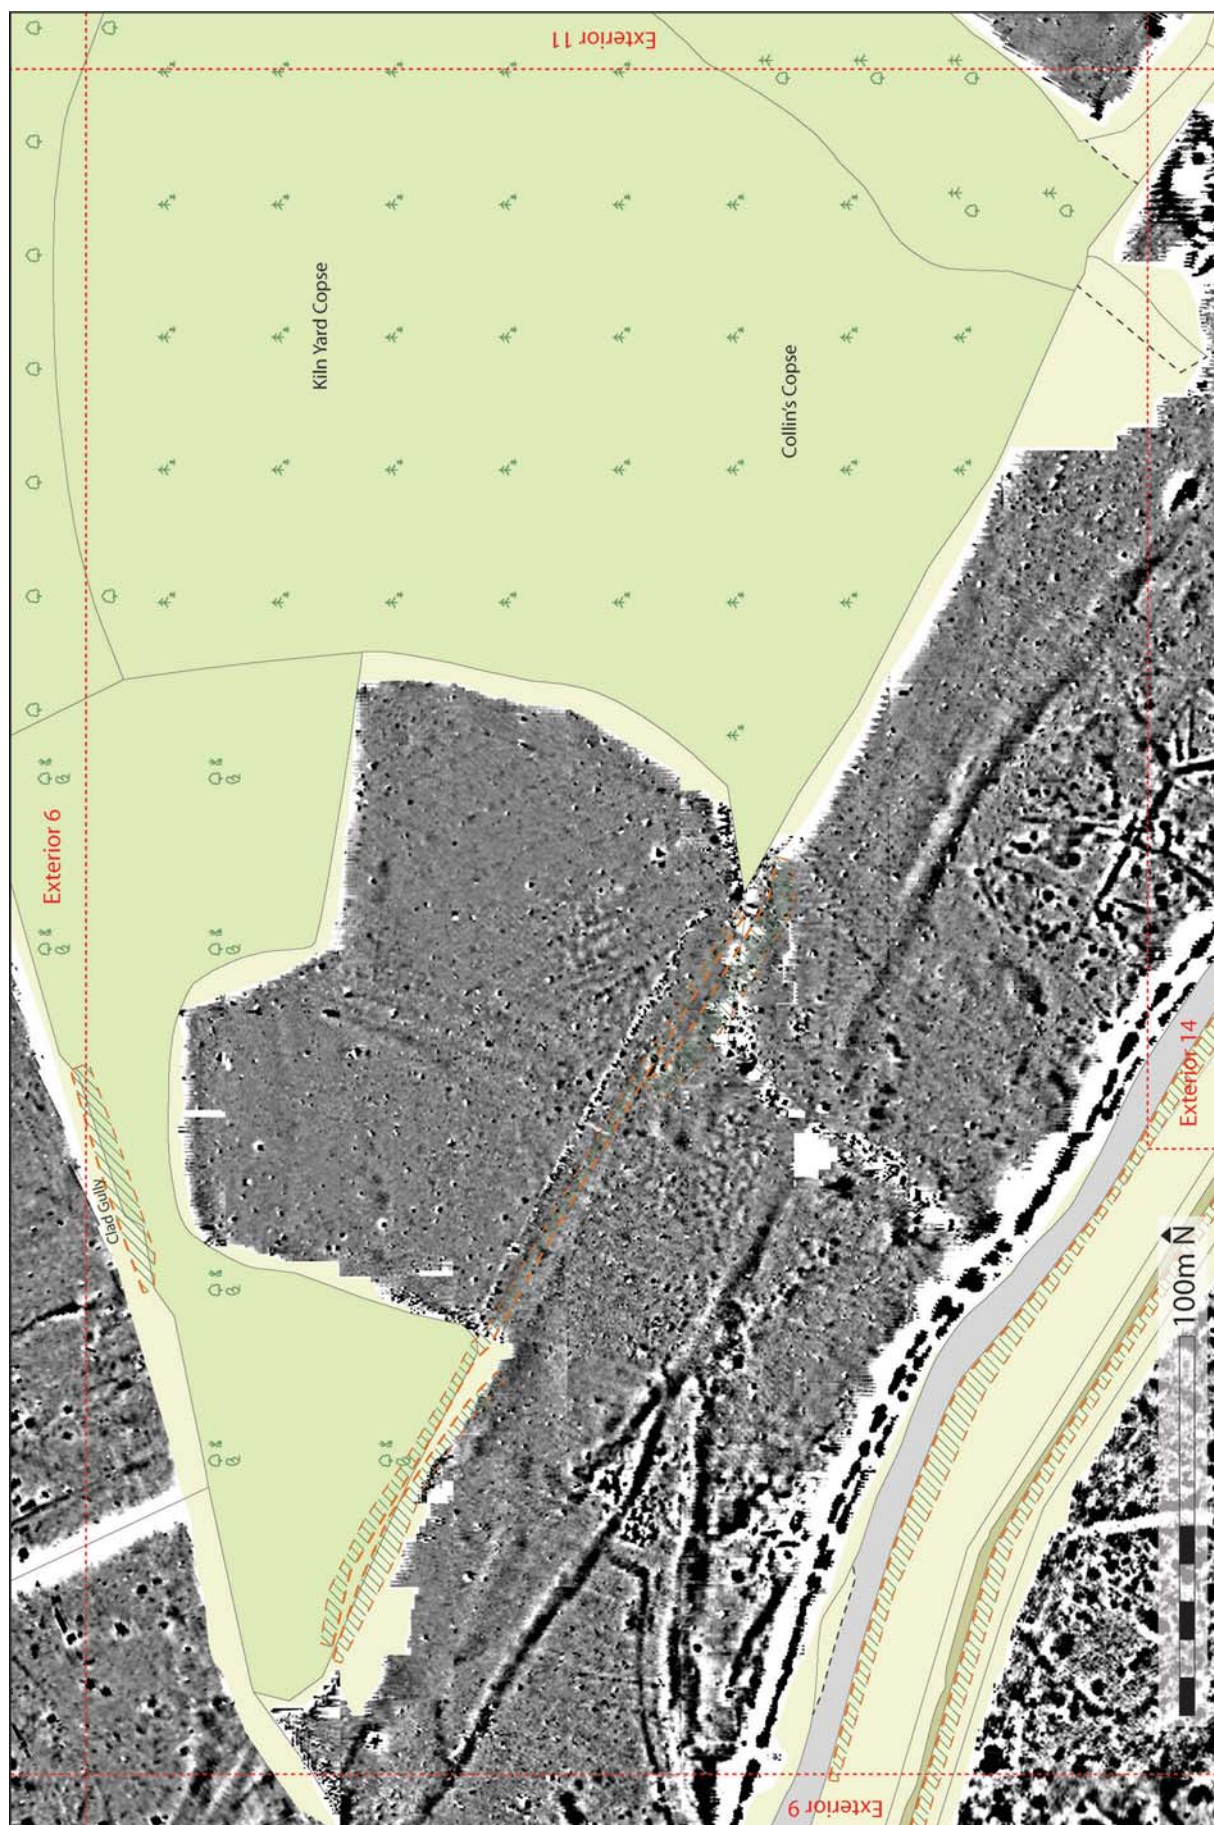 Exterior 11
Exterior 6
Kiln Yard Copse
Collin's Copse
Clad Gully
Exterior 14
100m N
Exterior 9